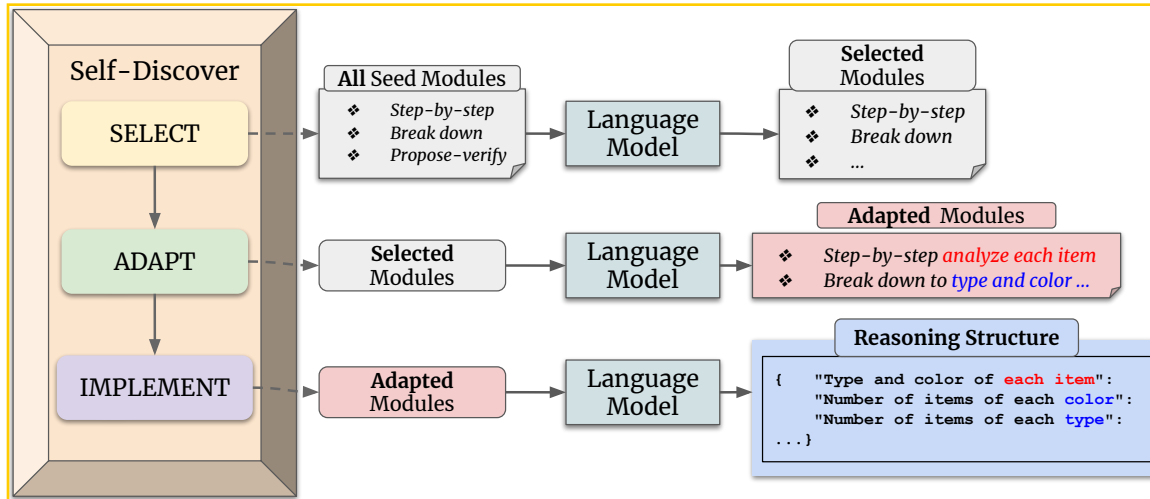 Self-Discover
SELECT
ADAPT
IMPLEMENT
All Seed Modules
❖ Step-by-step
❖ Break down
❖ Propose-verify
Language
Model
Selected
Modules
❖ Step-by-step
❖ Break down
❖ ...
Selected
Modules
Language
Model
Adapted Modules
❖ Step-by-step analyze each item
❖ Break down to type and color ...
Adapted
Modules
Language
Model
Reasoning Structure
{ "Type and color of each item":
"Number of items of each color":
"Number of items of each type":
...}